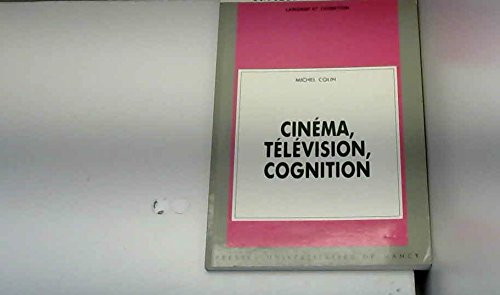 LANGAGE ET COGNITION
MICHEL COLIN
CINÉMA,
TÉLÉVISION,
COGNITION
PRESSES UNIVERSITAIRES DE NANCY